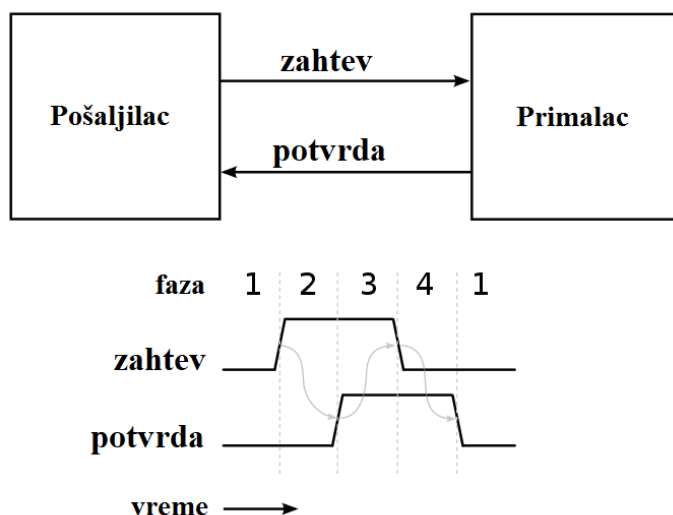 zahtev
Pošaljilac
Primalac
potvrda
faza 1 2 3 4 1
zahtev
potvrda
vreme